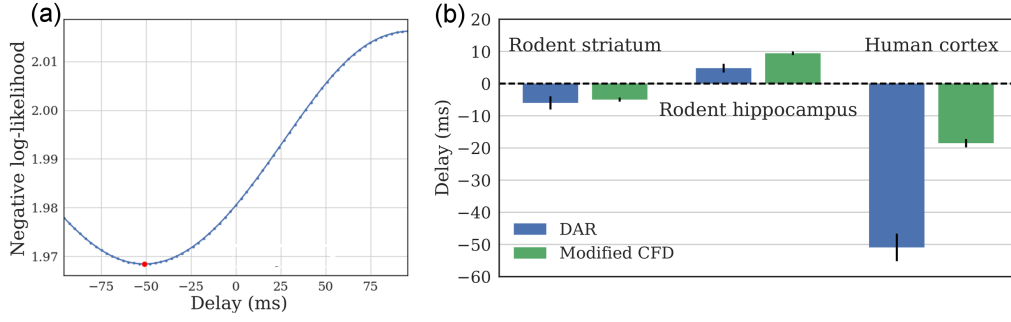 (a)
Negative log-likelihood
2.01
2.00
1.99
1.98
1.97
−75 −50 −25 0 25 50 75
Delay (ms)
(b)
Delay (ms)
20
10
0
−10
−20
−30
−40
−50
−60
Rodent striatum
Human cortex
Rodent hippocampus
DAR
Modified CFD